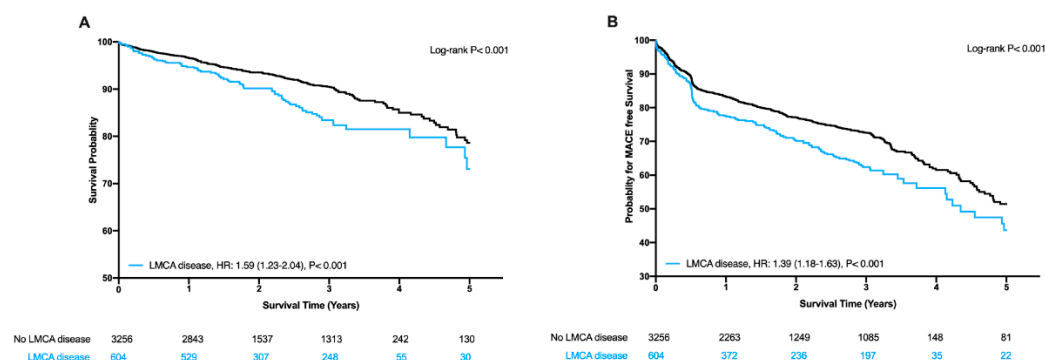 A
Log-rank P< 0.001
Survival Probablity
100
90
80
70
60
50
LMCA disease, HR: 1.59 (1.23-2.04), P< 0.001
0 1 2 3 4 5
Survival Time (Years)
No LMCA disease 3256 2843 1537 1313 242 130
LMCA disease 604 529 307 248 55 30
B
Log-rank P< 0.001
Probablity for MACE free Survival
100
90
80
70
60
50
40
30
LMCA disease, HR: 1.39 (1.18-1.63), P< 0.001
0 1 2 3 4 5
Survival Time (Years)
No LMCA disease 3256 2263 1249 1085 148 81
LMCA disease 604 372 236 197 35 22